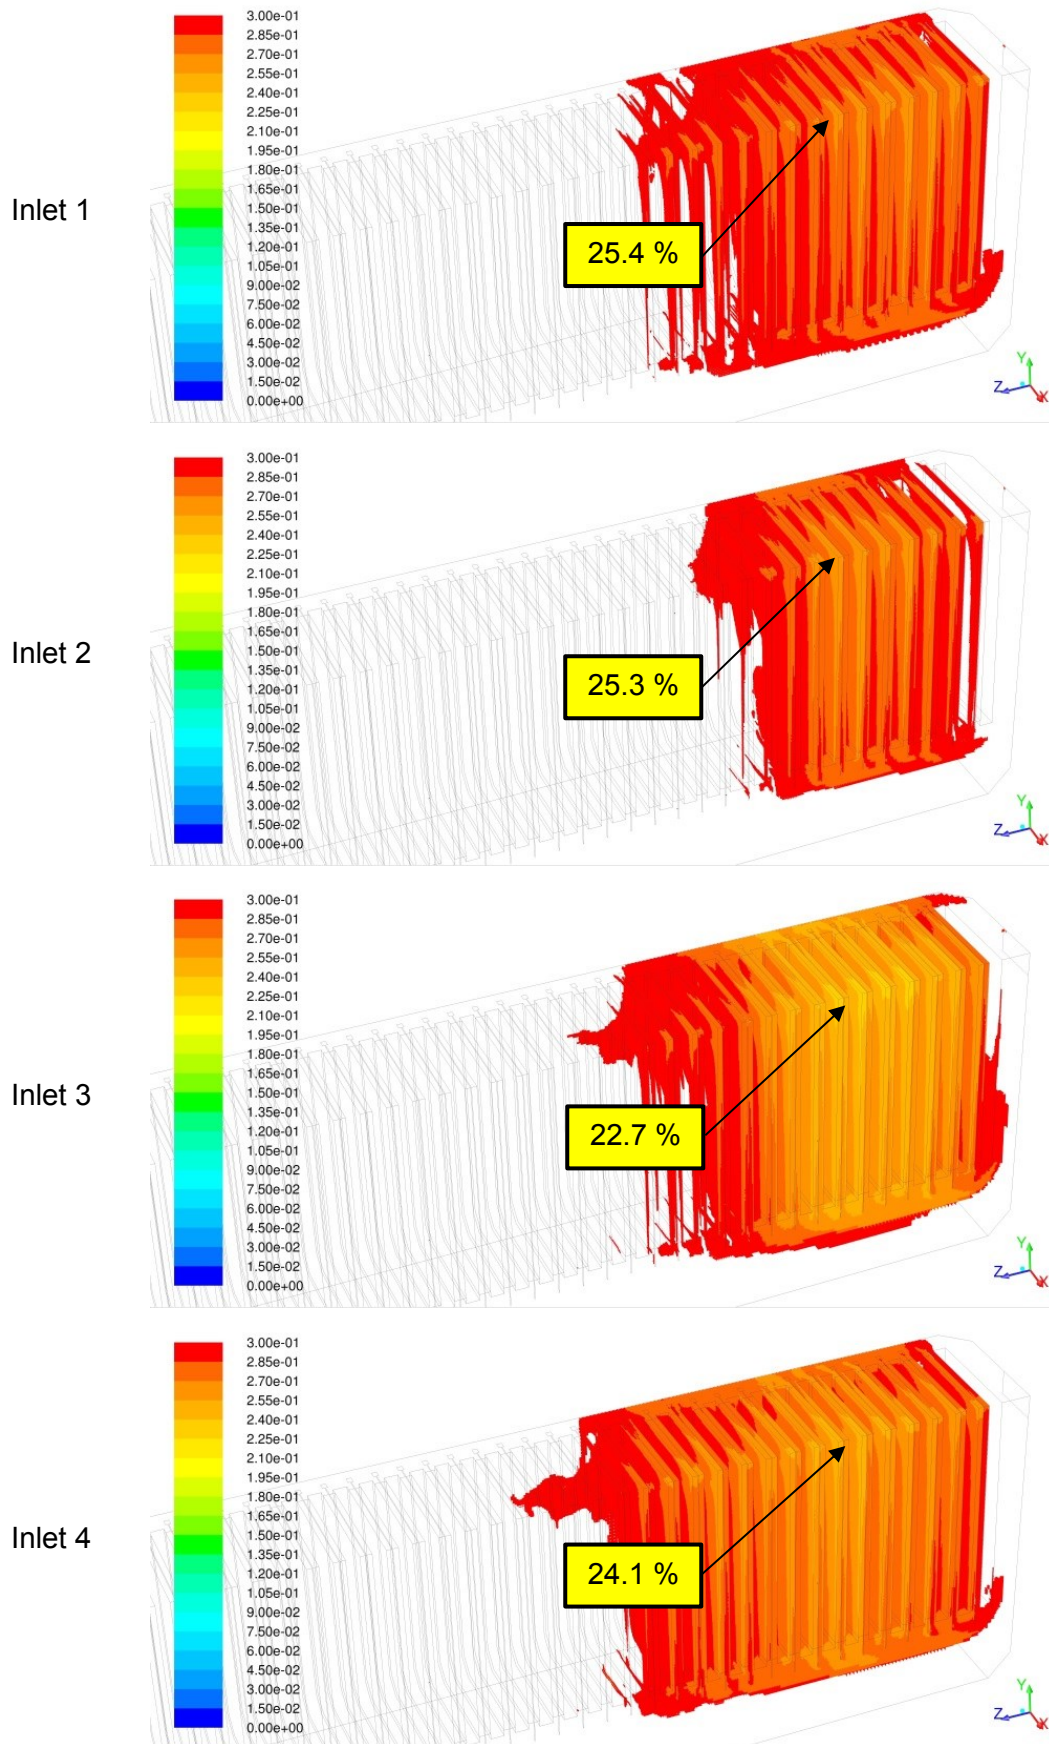 Inlet 1
3.00e-01
2.85e-01
2.70e-01
2.55e-01
2.40e-01
2.25e-01
2.10e-01
1.95e-01
1.80e-01
1.65e-01
1.50e-01
1.35e-01
1.20e-01
1.05e-01
9.00e-02
7.50e-02
6.00e-02
4.50e-02
3.00e-02
1.50e-02
0.00e+00
25.4 %
Y
Z
X
Inlet 2
3.00e-01
2.85e-01
2.70e-01
2.55e-01
2.40e-01
2.25e-01
2.10e-01
1.95e-01
1.80e-01
1.65e-01
1.50e-01
1.35e-01
1.20e-01
1.05e-01
9.00e-02
7.50e-02
6.00e-02
4.50e-02
3.00e-02
1.50e-02
0.00e+00
25.3 %
Y
Z
X
Inlet 3
3.00e-01
2.85e-01
2.70e-01
2.55e-01
2.40e-01
2.25e-01
2.10e-01
1.95e-01
1.80e-01
1.65e-01
1.50e-01
1.35e-01
1.20e-01
1.05e-01
9.00e-02
7.50e-02
6.00e-02
4.50e-02
3.00e-02
1.50e-02
0.00e+00
22.7 %
Y
Z
X
Inlet 4
3.00e-01
2.85e-01
2.70e-01
2.55e-01
2.40e-01
2.25e-01
2.10e-01
1.95e-01
1.80e-01
1.65e-01
1.50e-01
1.35e-01
1.20e-01
1.05e-01
9.00e-02
7.50e-02
6.00e-02
4.50e-02
3.00e-02
1.50e-02
0.00e+00
24.1 %
Y
Z
X